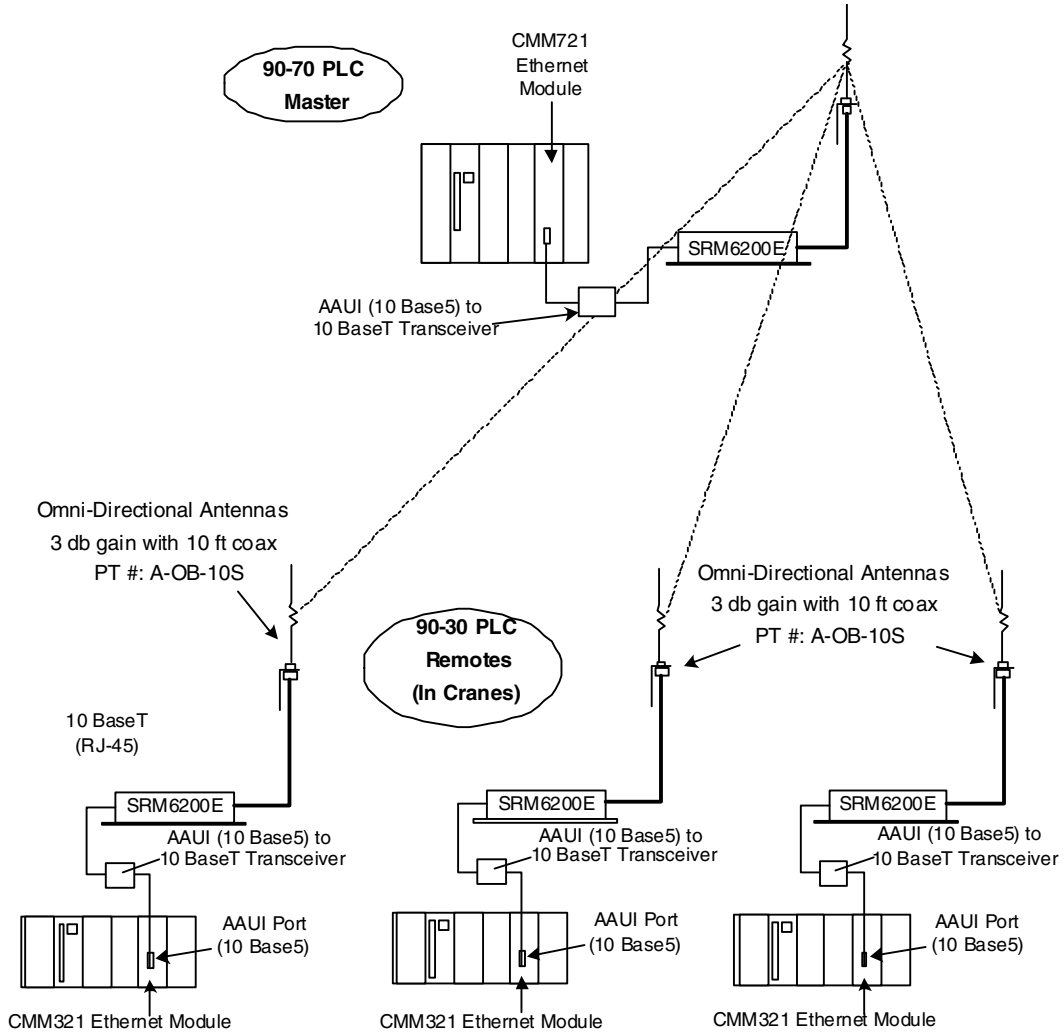 CMM721
Ethernet
Module
90-70 PLC
Master
SRM6200E
AAUI (10 Base5) to
10 BaseT Transceiver
Omni-Directional Antennas
3 db gain with 10 ft coax
PT #: A-OB-10S
Omni-Directional Antennas
3 db gain with 10 ft coax
PT #: A-OB-10S
90-30 PLC
Remotes
(In Cranes)
10 BaseT
(RJ-45)
SRM6200E
SRM6200E
SRM6200E
AAUI (10 Base5) to
10 BaseT Transceiver
AAUI (10 Base5) to
10 BaseT Transceiver
AAUI (10 Base5) to
10 BaseT Transceiver
AAUI Port
(10 Base5)
AAUI Port
(10 Base5)
AAUI Port
(10 Base5)
CMM321 Ethernet Module
CMM321 Ethernet Module
CMM321 Ethernet Module